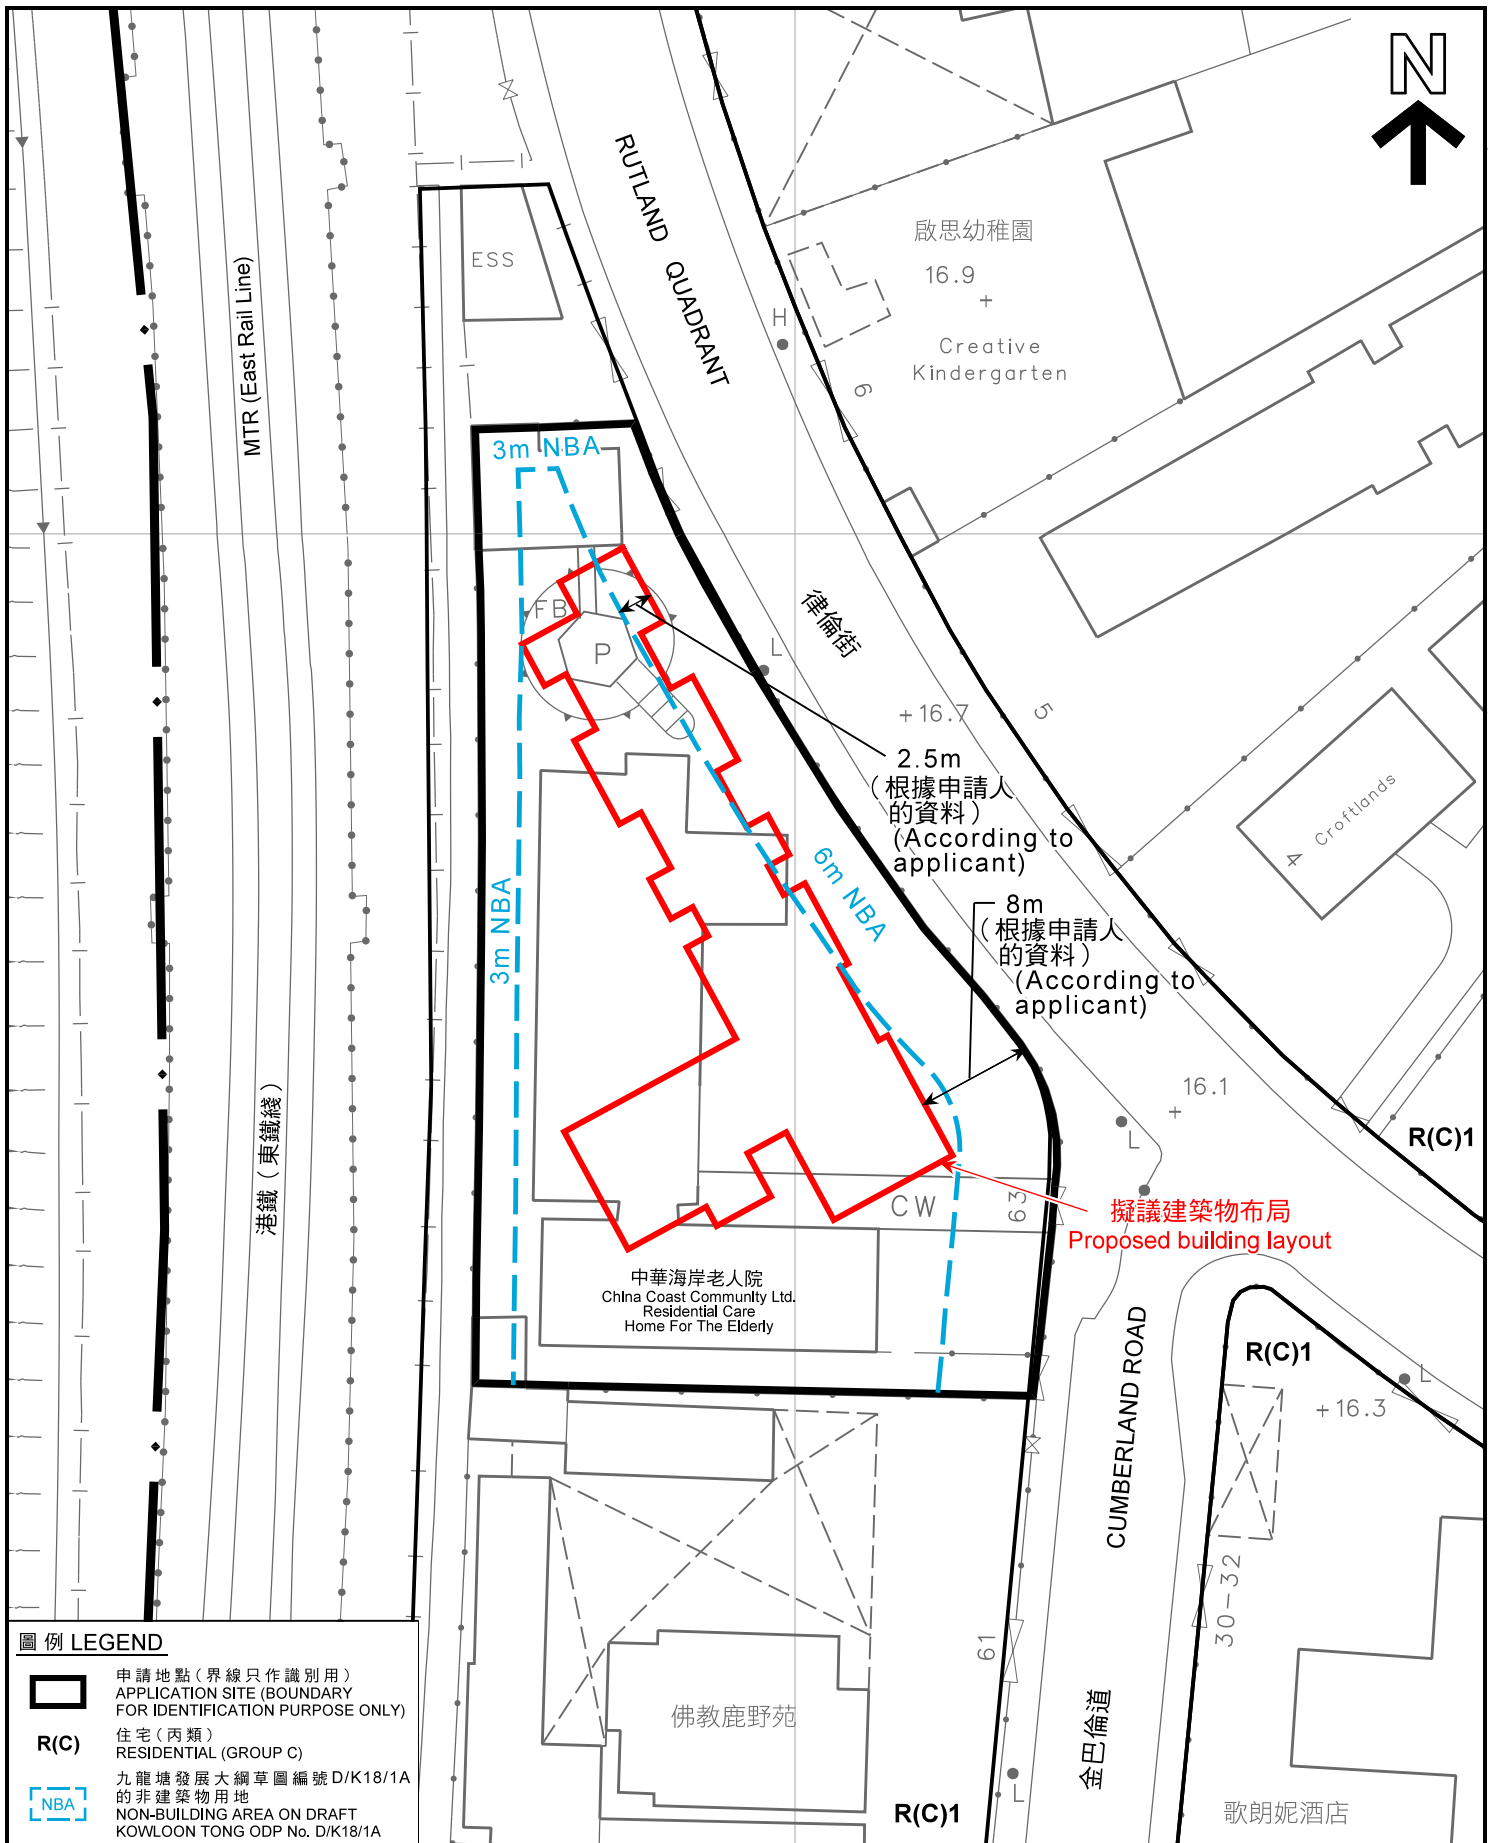 N
RUTLAND QUADRANT
啟思幼稚園
16.9
Creative
Kindergarten
ESS
H
6
MTR (East Rail Line)
3m NBA
FB
P
律倫街
L
16.7
5
2.5m
（根據申請人
的資料）
(According to
applicant)
Croftlands
4
6m NBA
3m NBA
8m
（根據申請人
的資料）
(According to
applicant)
16.1
L
R(C)1
港鐵（東鐵綫）
CW
63
擬議建築物布局
Proposed building layout
中華海岸老人院
China Coast Community Ltd.
Residential Care
Home For The Elderly
CUMBERLAND ROAD
R(C)1
L
16.3
30-32
61
佛教鹿野苑
金巴倫道
L
R(C)1
歌朗妮酒店
圖例 LEGEND
申請地點（界線只作識別用）
APPLICATION SITE (BOUNDARY
FOR IDENTIFICATION PURPOSE ONLY)
R(C)
住宅（丙類）
RESIDENTIAL (GROUP C)
NBA
九龍塘發展大綱草圖編號D/K18/1A
的非建築物用地
NON-BUILDING AREA ON DRAFT
KOWLOON TONG ODP No. D/K18/1A